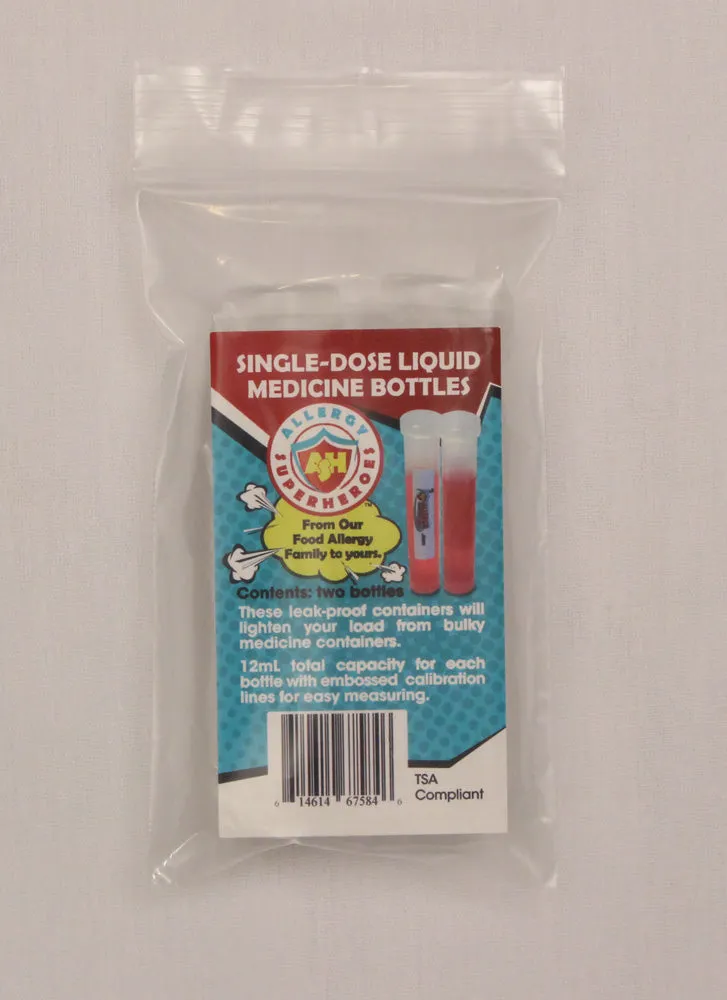 SINGLE-DOSE LIQUID
MEDICINE BOTTLES
ALLERGY
SUPERHEROES
ASH
TM
From Our
Food Allergy
Family to yours.
Contents: two bottles
These leak-proof containers will
lighten your load from bulky
medicine containers.
12mL total capacity for each
bottle with embossed calibration
lines for easy measuring.
6 14614 67584 6
TSA
Compliant